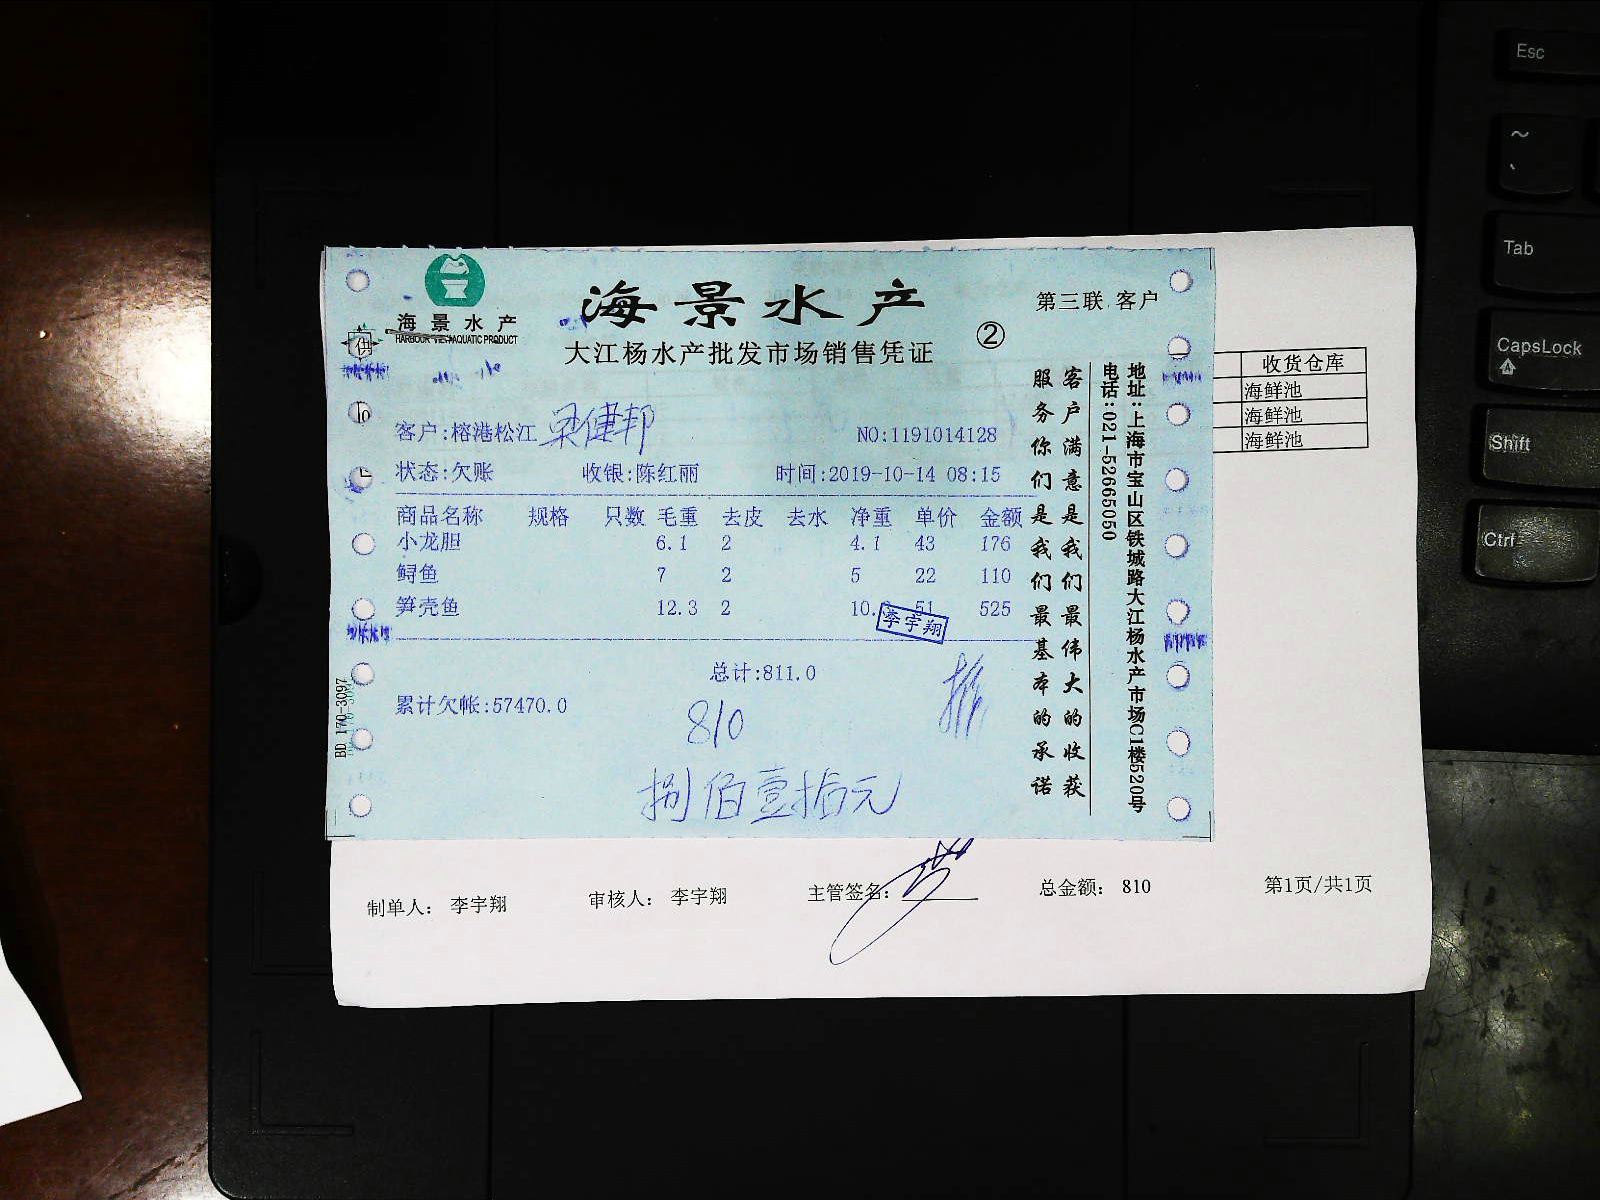 海景水产
HARBOUR VIEW AQUATIC PRODUCT
海景水产
大江杨水产批发市场销售凭证
②
第三联 客户
供
客户:榕港松江 梁健邦
NO:1191014128
状态:欠账 收银:陈红丽 时间:2019-10-14 08:15
商品名称 规格 只数 毛重 去皮 去水 净重 单价 金额
小龙胆 6.1 2 4.1 43 176
鲟鱼 7 2 5 22 110
笋壳鱼 12.3 2 10. 51 525
李宇翔
总计:811.0
累计欠帐:57470.0
810
捌佰壹拾元
客户满意是我们最伟大的收获
服务你们是我们最基本的承诺
地址:上海市宝山区铁城路大江杨水产市场C1楼520号
电话:021-52665050
BD 170-3097
收货仓库
海鲜池
海鲜池
海鲜池
制单人: 李宇翔 审核人: 李宇翔 主管签名: 总金额: 810 第1页/共1页
Esc
~
Tab
CapsLock
Shift
Ctrl